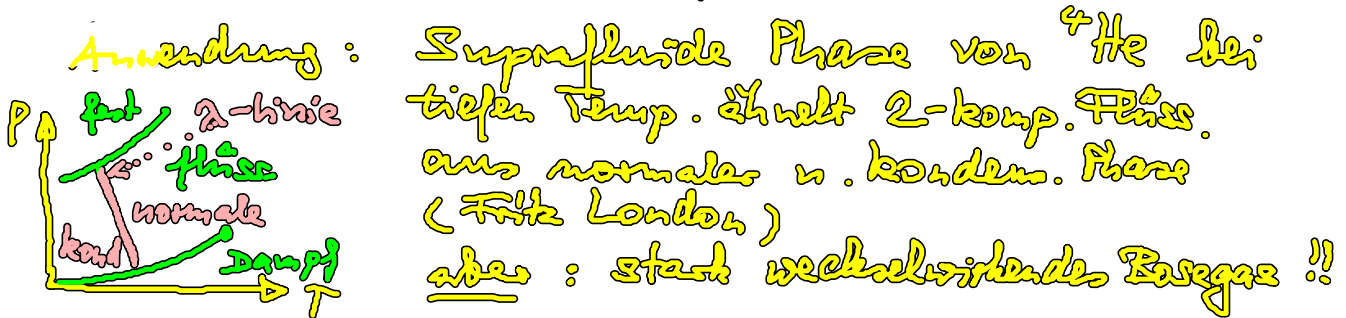 Anwendung : Suprafluide Phase von ⁴He bei
tiefen Temp. ähnelt 2-komp. Flüss.
aus normaler u. kondens. Phase
(Fritz London)
aber : stark wechselwirkendes Bosegas !!
P
fest
λ-Linie
flüss
normale
kond
Dampf
T